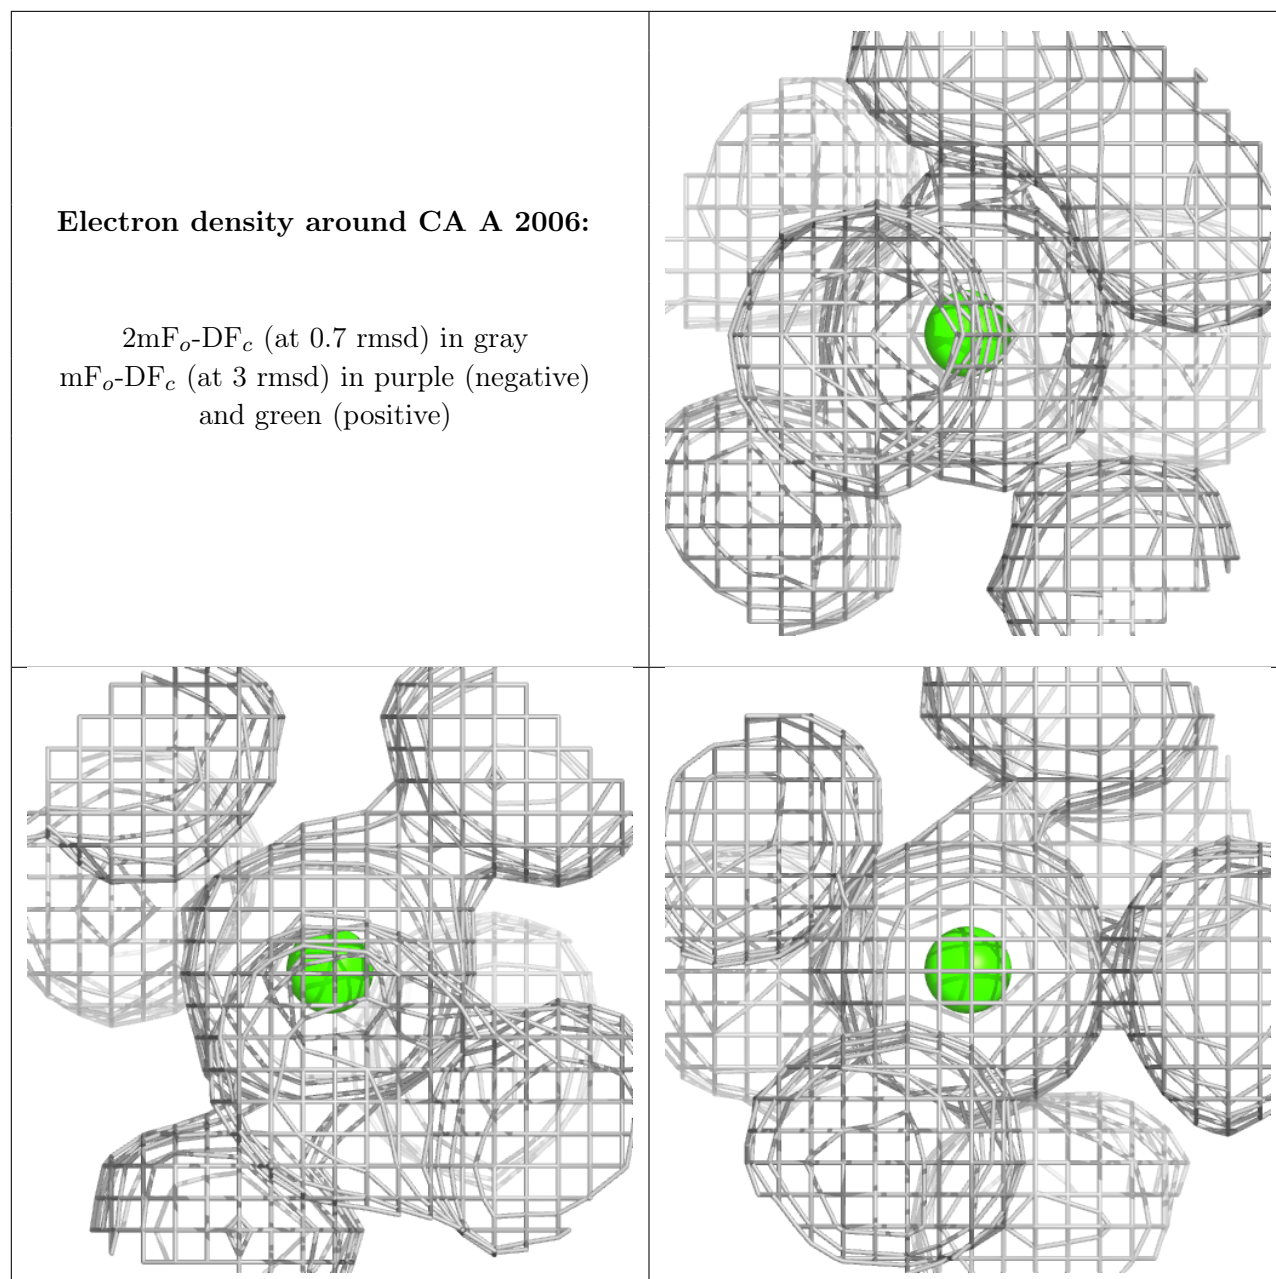 Electron density around CA A 2006:
2mFₒ-DF𝑐 (at 0.7 rmsd) in gray
mFₒ-DF𝑐 (at 3 rmsd) in purple (negative)
and green (positive)